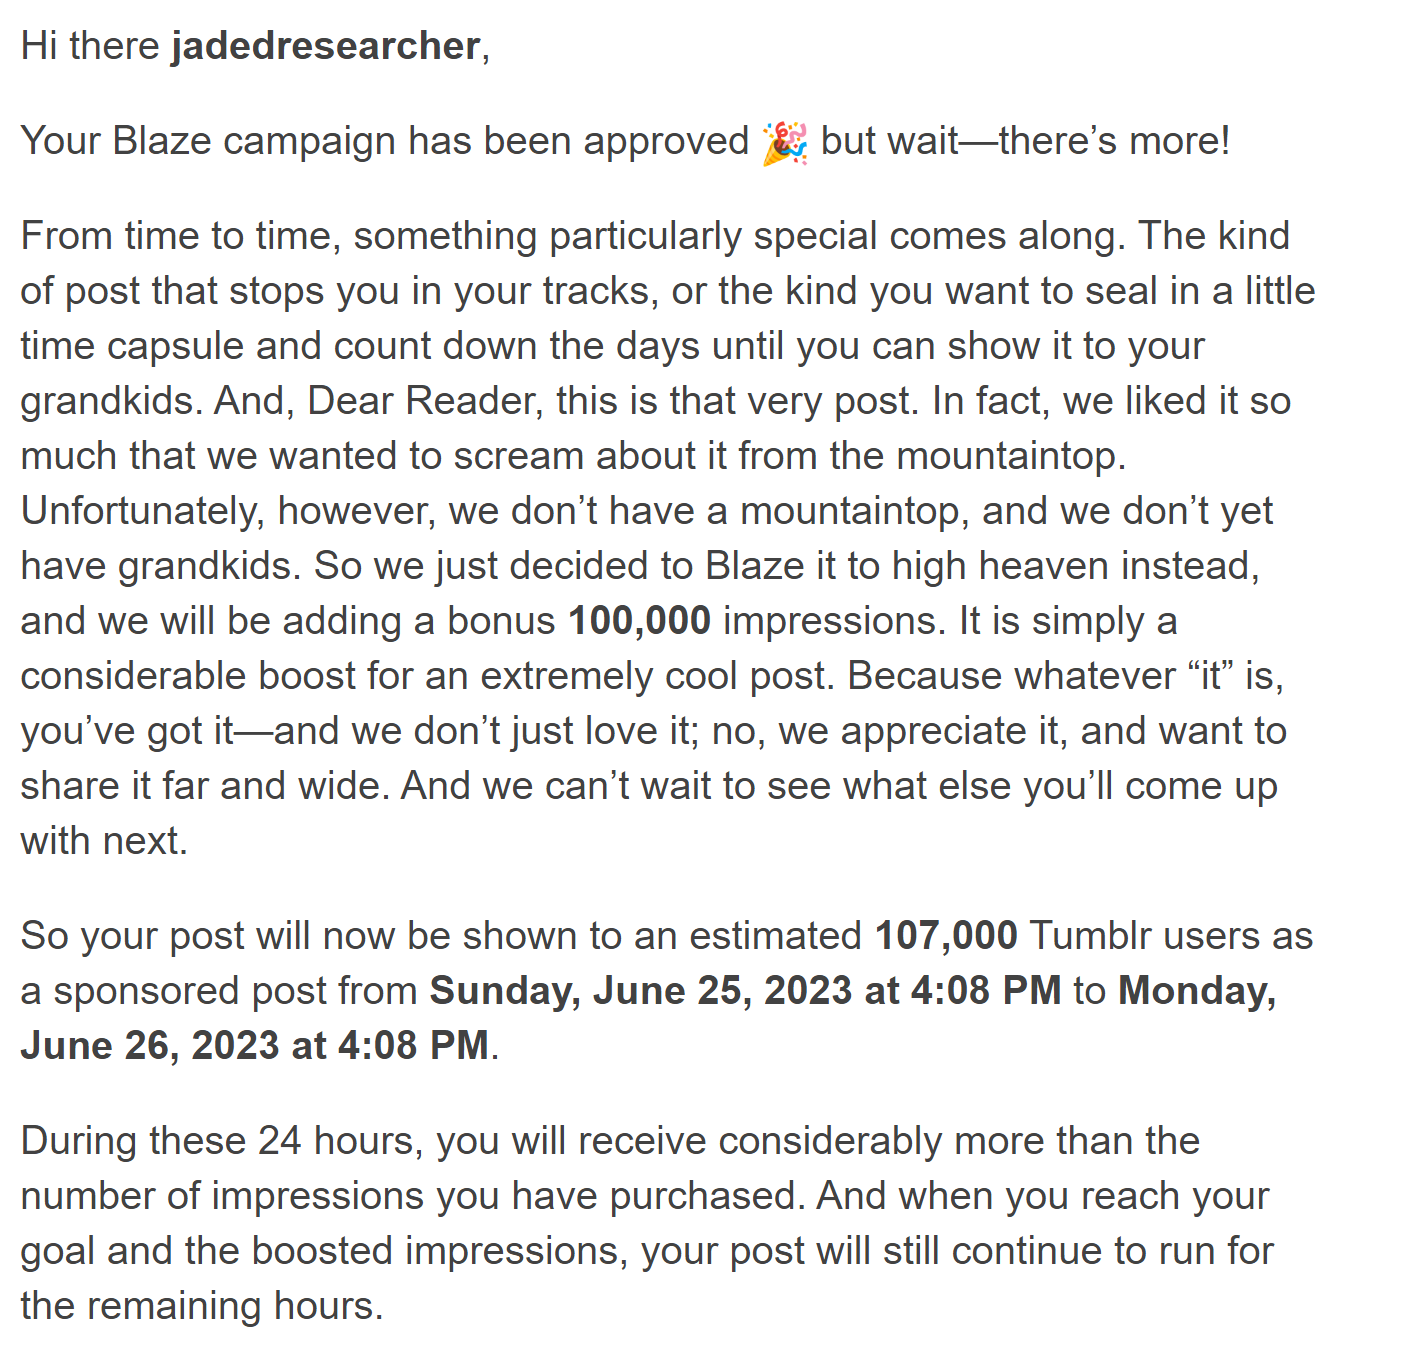 Hi there jadedresearcher,
Your Blaze campaign has been approved 🎉 but wait—there’s more!
From time to time, something particularly special comes along. The kind
of post that stops you in your tracks, or the kind you want to seal in a little
time capsule and count down the days until you can show it to your
grandkids. And, Dear Reader, this is that very post. In fact, we liked it so
much that we wanted to scream about it from the mountaintop.
Unfortunately, however, we don’t have a mountaintop, and we don’t yet
have grandkids. So we just decided to Blaze it to high heaven instead,
and we will be adding a bonus 100,000 impressions. It is simply a
considerable boost for an extremely cool post. Because whatever “it” is,
you’ve got it—and we don’t just love it; no, we appreciate it, and want to
share it far and wide. And we can’t wait to see what else you’ll come up
with next.
So your post will now be shown to an estimated 107,000 Tumblr users as
a sponsored post from Sunday, June 25, 2023 at 4:08 PM to Monday,
June 26, 2023 at 4:08 PM.
During these 24 hours, you will receive considerably more than the
number of impressions you have purchased. And when you reach your
goal and the boosted impressions, your post will still continue to run for
the remaining hours.